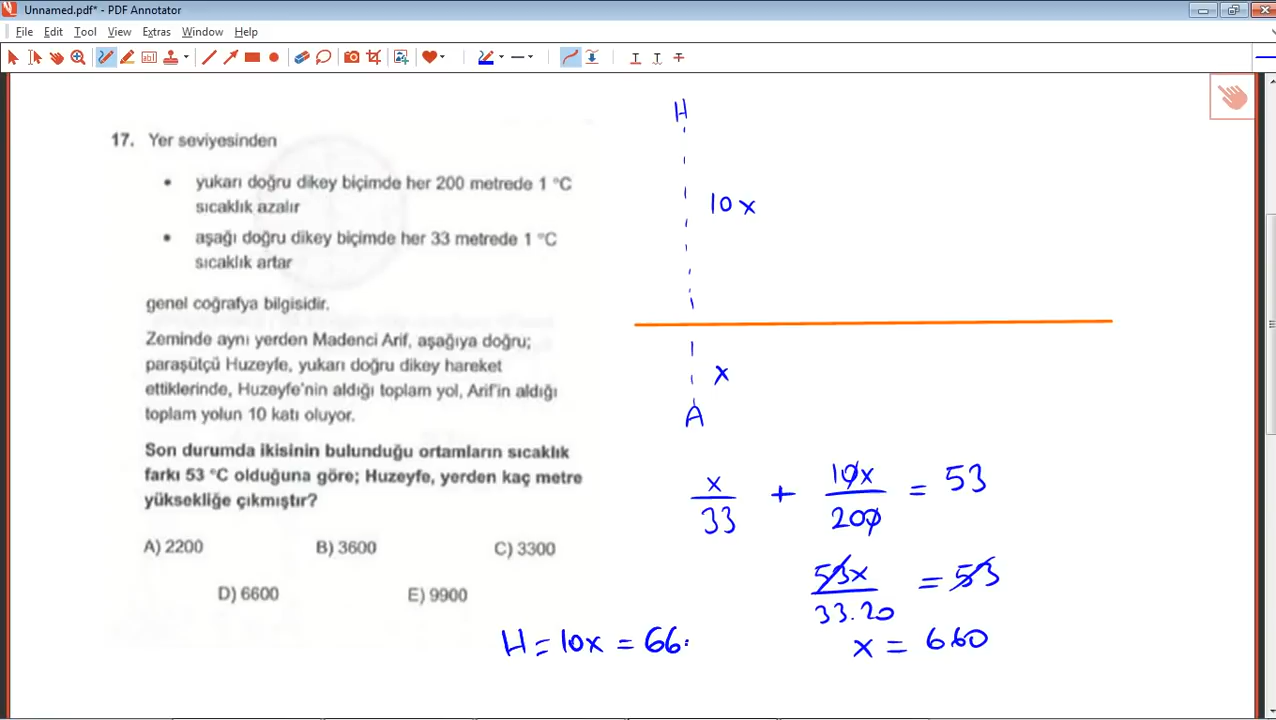 Unnamed.pdf* - PDF Annotator
File Edit Tool View Extras Window Help
17. Yer seviyesinden
• yukarı doğru dikey biçimde her 200 metrede 1 °C
sıcaklık azalır
• aşağı doğru dikey biçimde her 33 metrede 1 °C
sıcaklık artar
genel coğrafya bilgisidir.
Zeminde aynı yerden Madenci Arif, aşağıya doğru;
paraşütçü Huzeyfe, yukarı doğru dikey hareket
ettiklerinde, Huzeyfe'nin aldığı toplam yol, Arif'in aldığı
toplam yolun 10 katı oluyor.
Son durumda ikisinin bulunduğu ortamların sıcaklık
farkı 53 °C olduğuna göre; Huzeyfe, yerden kaç metre
yüksekliğe çıkmıştır?
A) 2200 B) 3600 C) 3300
D) 6600 E) 9900
H
10x
x
A
x/33 + 10x/200 = 53
53x/33.20 = 53
x = 660
H = 10x = 66